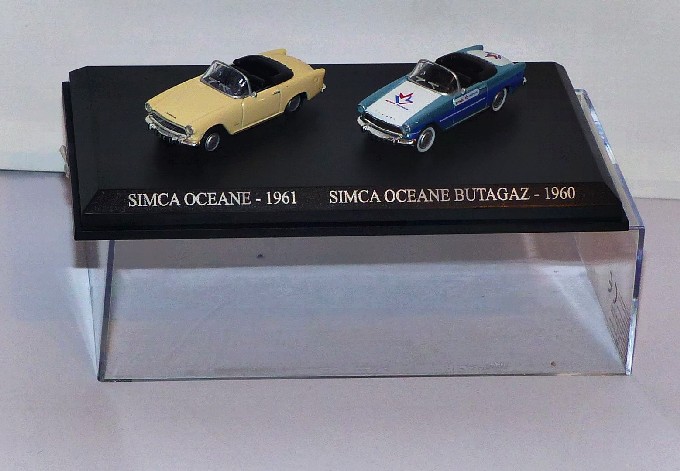 SIMCA OCEANE - 1961
SIMCA OCEANE BUTAGAZ - 1960